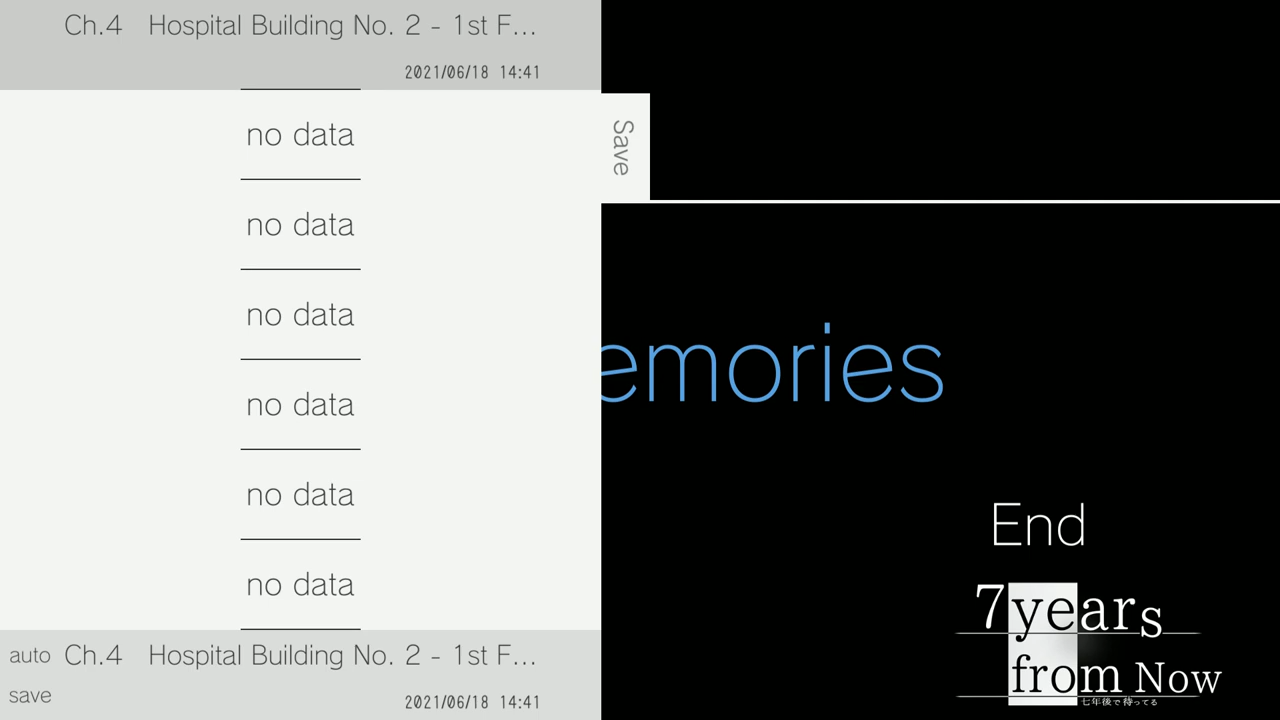 Ch.4 Hospital Building No. 2 - 1st F...
2021/06/18 14:41
no data
no data
no data
no data
no data
no data
auto save
Ch.4 Hospital Building No. 2 - 1st F...
2021/06/18 14:41
Save
emories
End
7years
from Now
七年後で待ってる